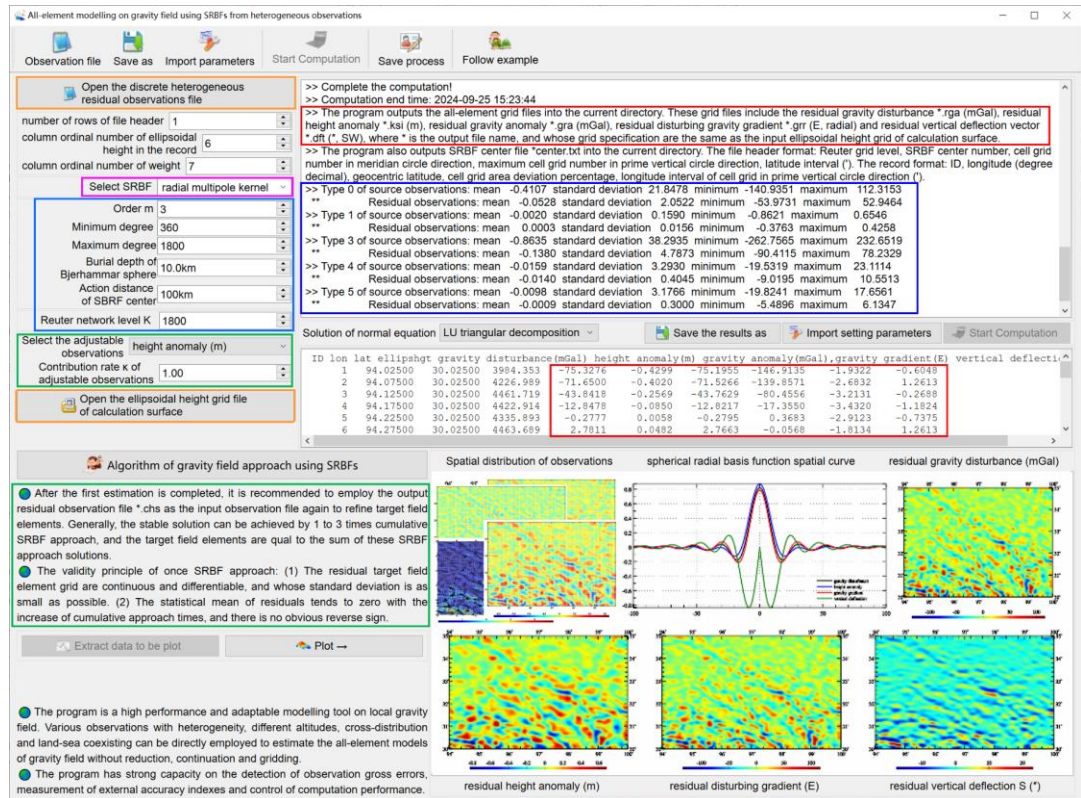 All-element modelling on gravity field using SRBFs from heterogeneous observations
Observation file
Save as
Import parameters
Start Computation
Save process
Follow example
Open the discrete heterogeneous
residual observations file
number of rows of file header 1
column ordinal number of ellipsoidal
height in the record 6
column ordinal number of weight 7
Select SRBF radial multipole kernel
Order m 3
Minimum degree 360
Maximum degree 1800
Burial depth of
Bjerhammar sphere 10.0km
Action distance
of SBRF center 100km
Reuter network level K 1800
Select the adjustable
observations height anomaly (m)
Contribution rate κ of
adjustable observations 1.00
Open the ellipsoidal height grid file
of calculation surface
>> Complete the computation!
>> Computation end time: 2024-09-25 15:23:44
>> The program outputs the all-element grid files into the current directory. These grid files include the residual gravity disturbance *.rga (mGal), residual
height anomaly *.ksi (m), residual gravity anomaly *.gra (mGal), residual disturbing gravity gradient *.grr (E, radial) and residual vertical deflection vector
*.dft (", SW), where * is the output file name, and whose grid specification are the same as the input ellipsoidal height grid of calculation surface.
>> The program also outputs SRBF center file *center.txt into the current directory. The file header format: Reuter grid level, SRBF center number, cell grid
number in meridian circle direction, maximum cell grid number in prime vertical circle direction, latitude interval ('). The record format: ID, longitude (degree
decimal), geocentric latitude, cell grid area deviation percentage, longitude interval of cell grid in prime vertical circle direction (').
>> Type 0 of source observations: mean -0.4107 standard deviation 21.8478 minimum -140.9351 maximum 112.3153
** Residual observations: mean -0.0528 standard deviation 2.0522 minimum -53.9731 maximum 52.9464
>> Type 1 of source observations: mean -0.0020 standard deviation 0.1590 minimum -0.8621 maximum 0.6546
** Residual observations: mean 0.0003 standard deviation 0.0156 minimum -0.3763 maximum 0.4258
>> Type 3 of source observations: mean -0.8635 standard deviation 38.2935 minimum -262.7565 maximum 232.6519
** Residual observations: mean -0.1380 standard deviation 4.7873 minimum -90.4115 maximum 78.2329
>> Type 4 of source observations: mean -0.0159 standard deviation 3.2930 minimum -19.5319 maximum 23.1114
** Residual observations: mean -0.0140 standard deviation 0.4045 minimum -9.0195 maximum 10.5513
>> Type 5 of source observations: mean -0.0098 standard deviation 3.1766 minimum -19.8241 maximum 17.6561
** Residual observations: mean -0.0009 standard deviation 0.3000 minimum -5.4896 maximum 6.1347
Solution of normal equation LU triangular decomposition
Save the results as
Import setting parameters
Start Computation
ID lon lat ellipshgt gravity disturbance(mGal) height anomaly(m) gravity anomaly(mGal),gravity gradient(E) vertical deflecti
1 94.02500 30.02500 3984.353 -75.3276 -0.4299 -75.1955 -146.9135 -1.9322 -0.6048
2 94.07500 30.02500 4226.989 -71.6500 -0.4020 -71.5266 -139.8571 -2.6832 1.2613
3 94.12500 30.02500 4461.719 -43.8418 -0.2569 -43.7629 -80.4556 -3.2131 -0.2688
4 94.17500 30.02500 4422.914 -12.8478 -0.0850 -12.8217 -17.3550 -3.4320 -1.1824
5 94.22500 30.02500 4335.893 -0.2777 0.0058 -0.2795 0.3683 -2.9123 -0.7375
6 94.27500 30.02500 4463.689 2.7811 0.0482 2.7663 -0.0568 -1.8134 1.2613
Algorithm of gravity field approach using SRBFs
After the first estimation is completed, it is recommended to employ the output
residual observation file *.chs as the input observation file again to refine target field
elements. Generally, the stable solution can be achieved by 1 to 3 times cumulative
SRBF approach, and the target field elements are qual to the sum of these SRBF
approach solutions.
The validity principle of once SRBF approach: (1) The residual target field
element grid are continuous and differentiable, and whose standard deviation is as
small as possible. (2) The statistical mean of residuals tends to zero with the
increase of cumulative approach times, and there is no obvious reverse sign.
Extract data to be plot
Plot →
The program is a high performance and adaptable modelling tool on local gravity
field. Various observations with heterogeneity, different altitudes, cross-distribution
and land-sea coexisting can be directly employed to estimate the all-element models
of gravity field without reduction, continuation and gridding.
The program has strong capacity on the detection of observation gross errors,
measurement of external accuracy indexes and control of computation performance.
Spatial distribution of observations
spherical radial basis function spatial curve
residual gravity disturbance (mGal)
gravity disturbance
height anomaly
gravity gradient
vertical deflection
residual height anomaly (m)
residual disturbing gradient (E)
residual vertical deflection S (")